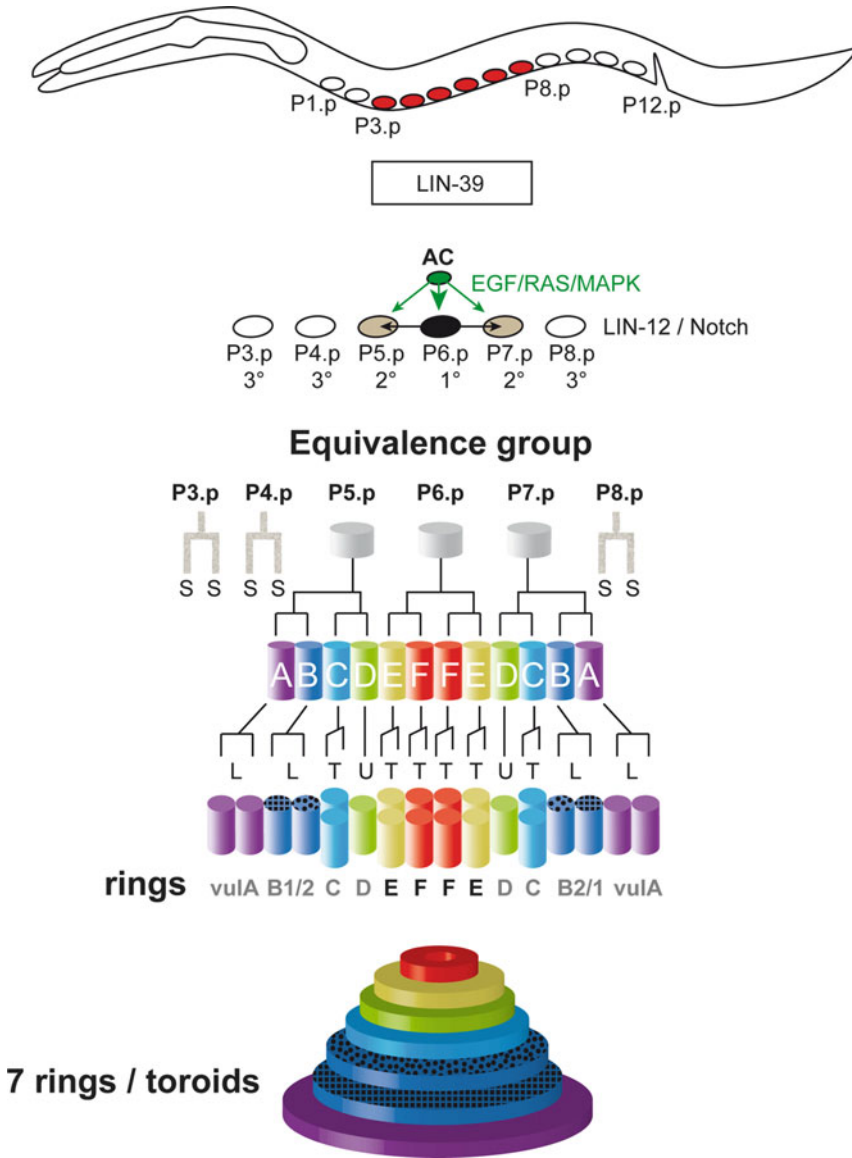 P1.p
P3.p
P8.p
P12.p
LIN-39
AC
EGF/RAS/MAPK
LIN-12 / Notch
P3.p P4.p P5.p P6.p P7.p P8.p
3° 3° 2° 1° 2° 3°
Equivalence group
P3.p P4.p P5.p P6.p P7.p P8.p
S S S S S S
A B C D E F F E D C B A
L L T U T T T T U T L L
rings vulA B1/2 C D E F F E D C B2/1 vulA
7 rings / toroids